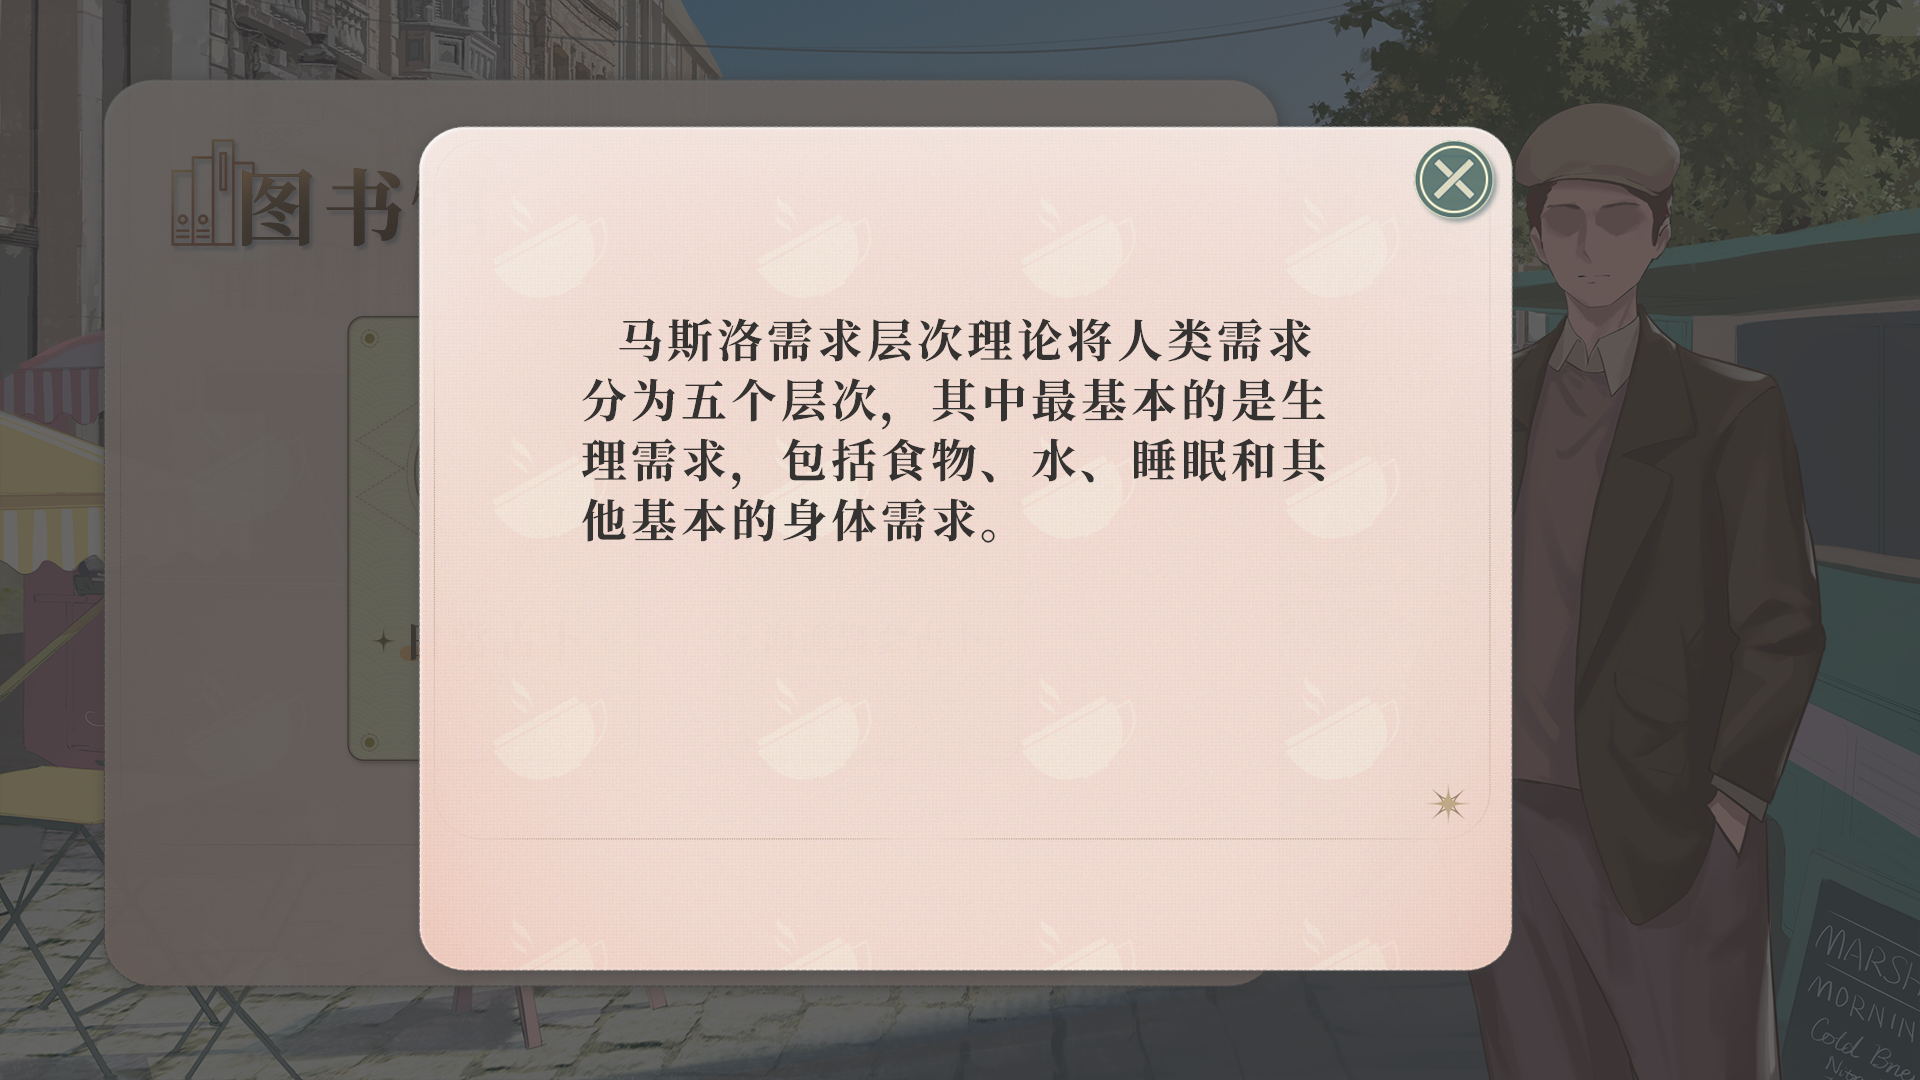 图书
马斯洛需求层次理论将人类需求
分为五个层次，其中最基本的是生
理需求，包括食物、水、睡眠和其
他基本的身体需求。
MORNIN
Cold Brew